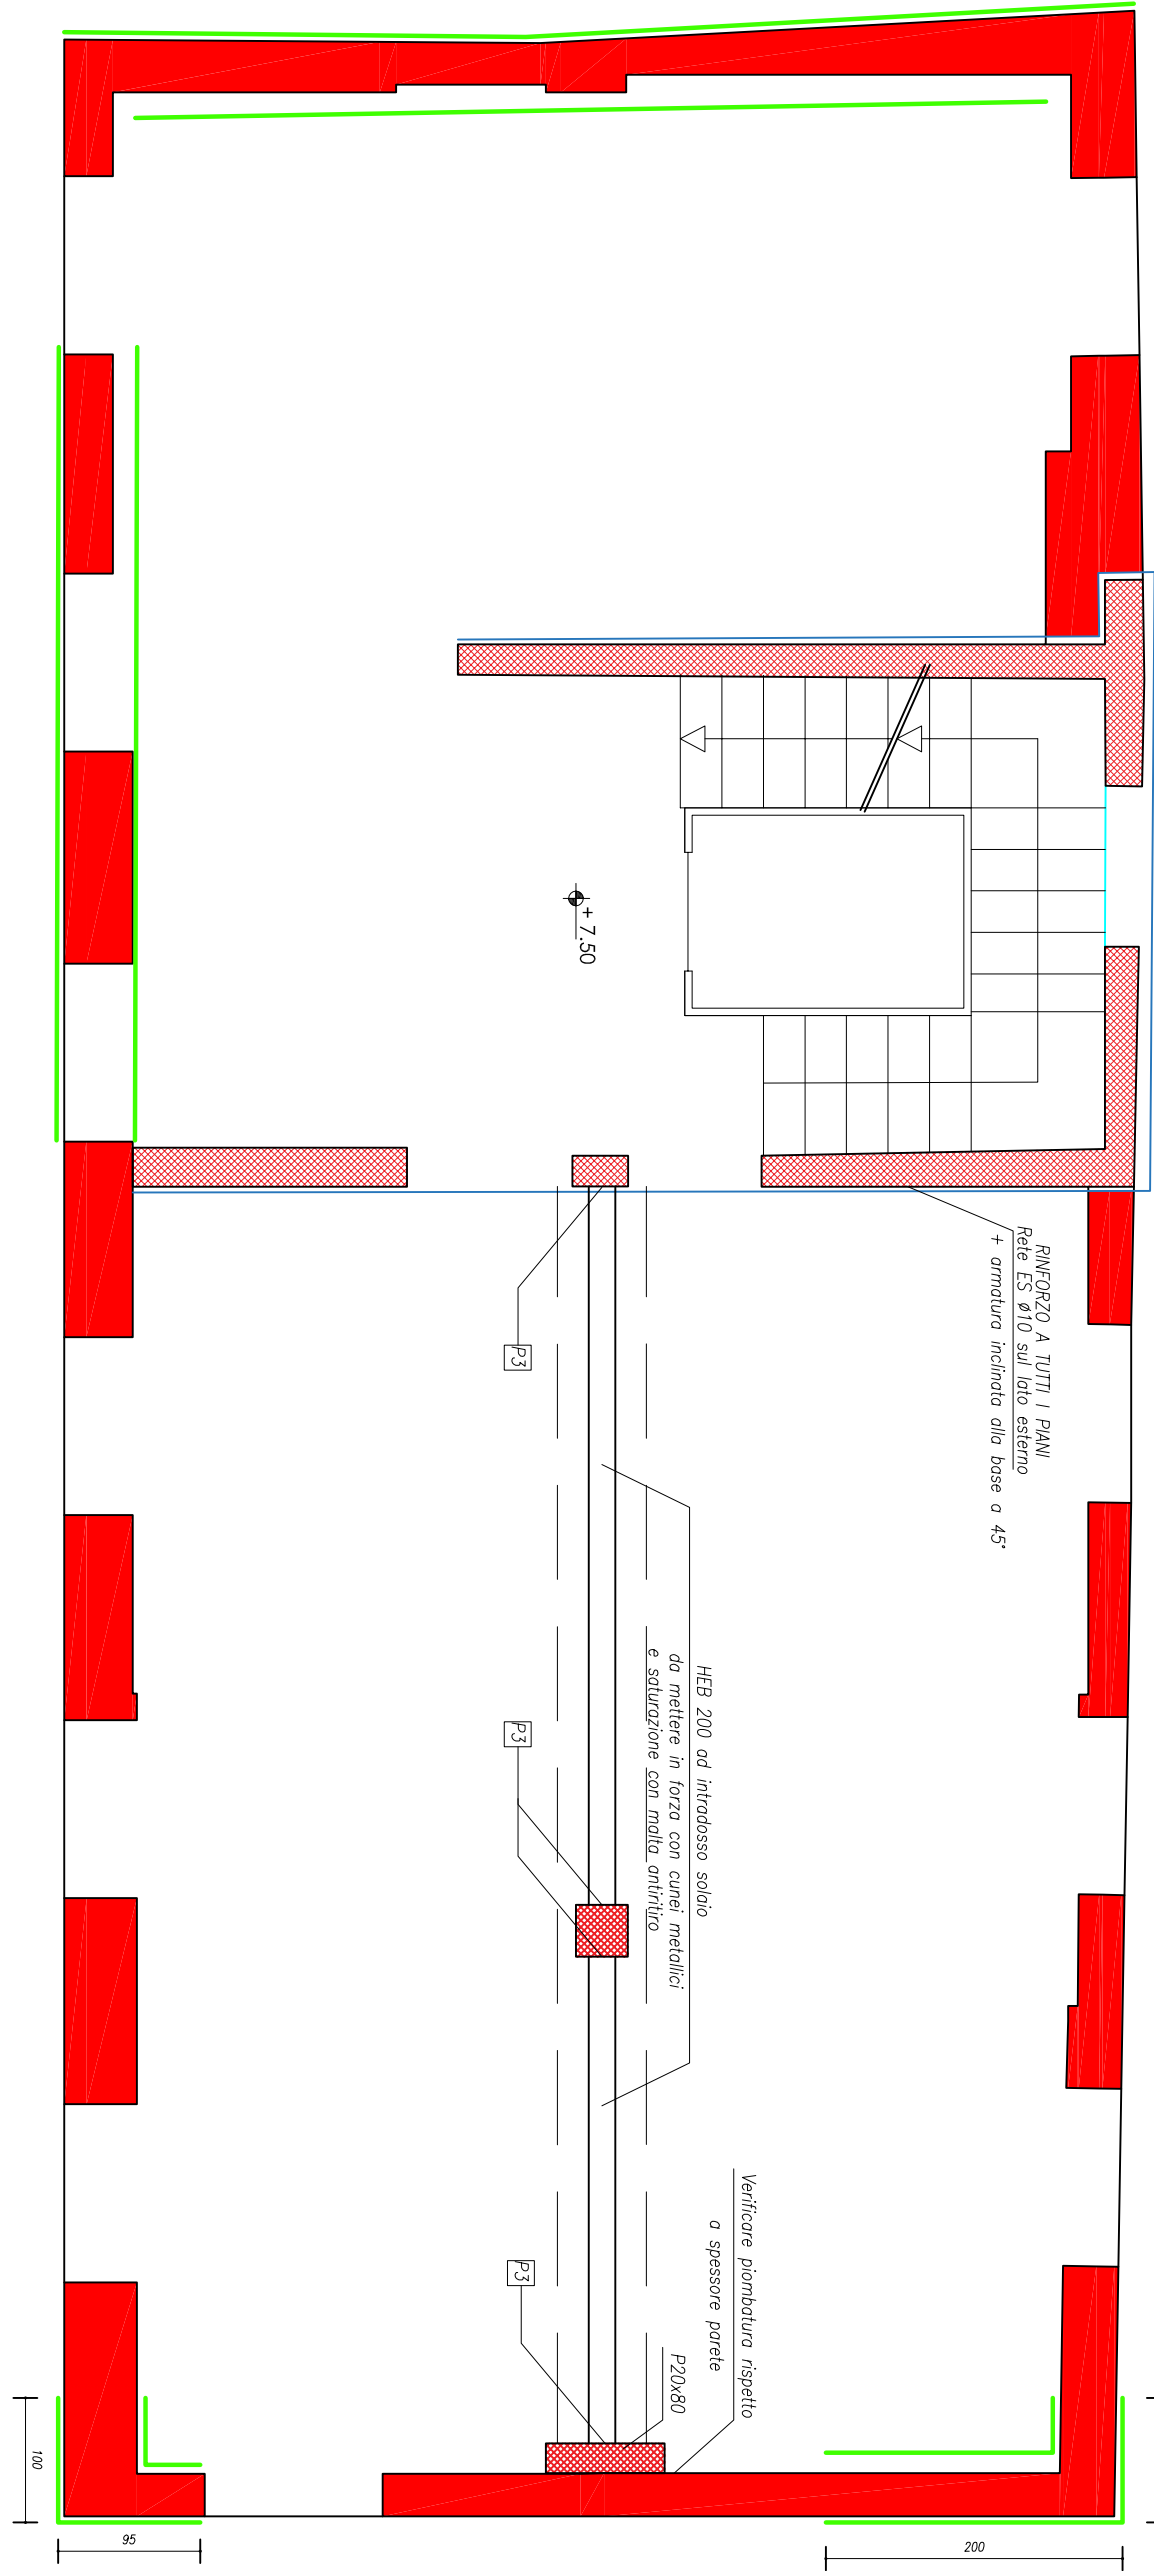 + 7.50
RINFORZO A TUTTI I PIANI
Rete ES ø10 sul lato esterno
+ armatura inclinata alla base a 45°
P3
HEB 200 ad intradosso solaio
da mettere in forza con cunei metallici
e saturazione con malta antiritiro
P3
Verificare piombatura rispetto
a spessore parete
P3
P20x80
100
95
200